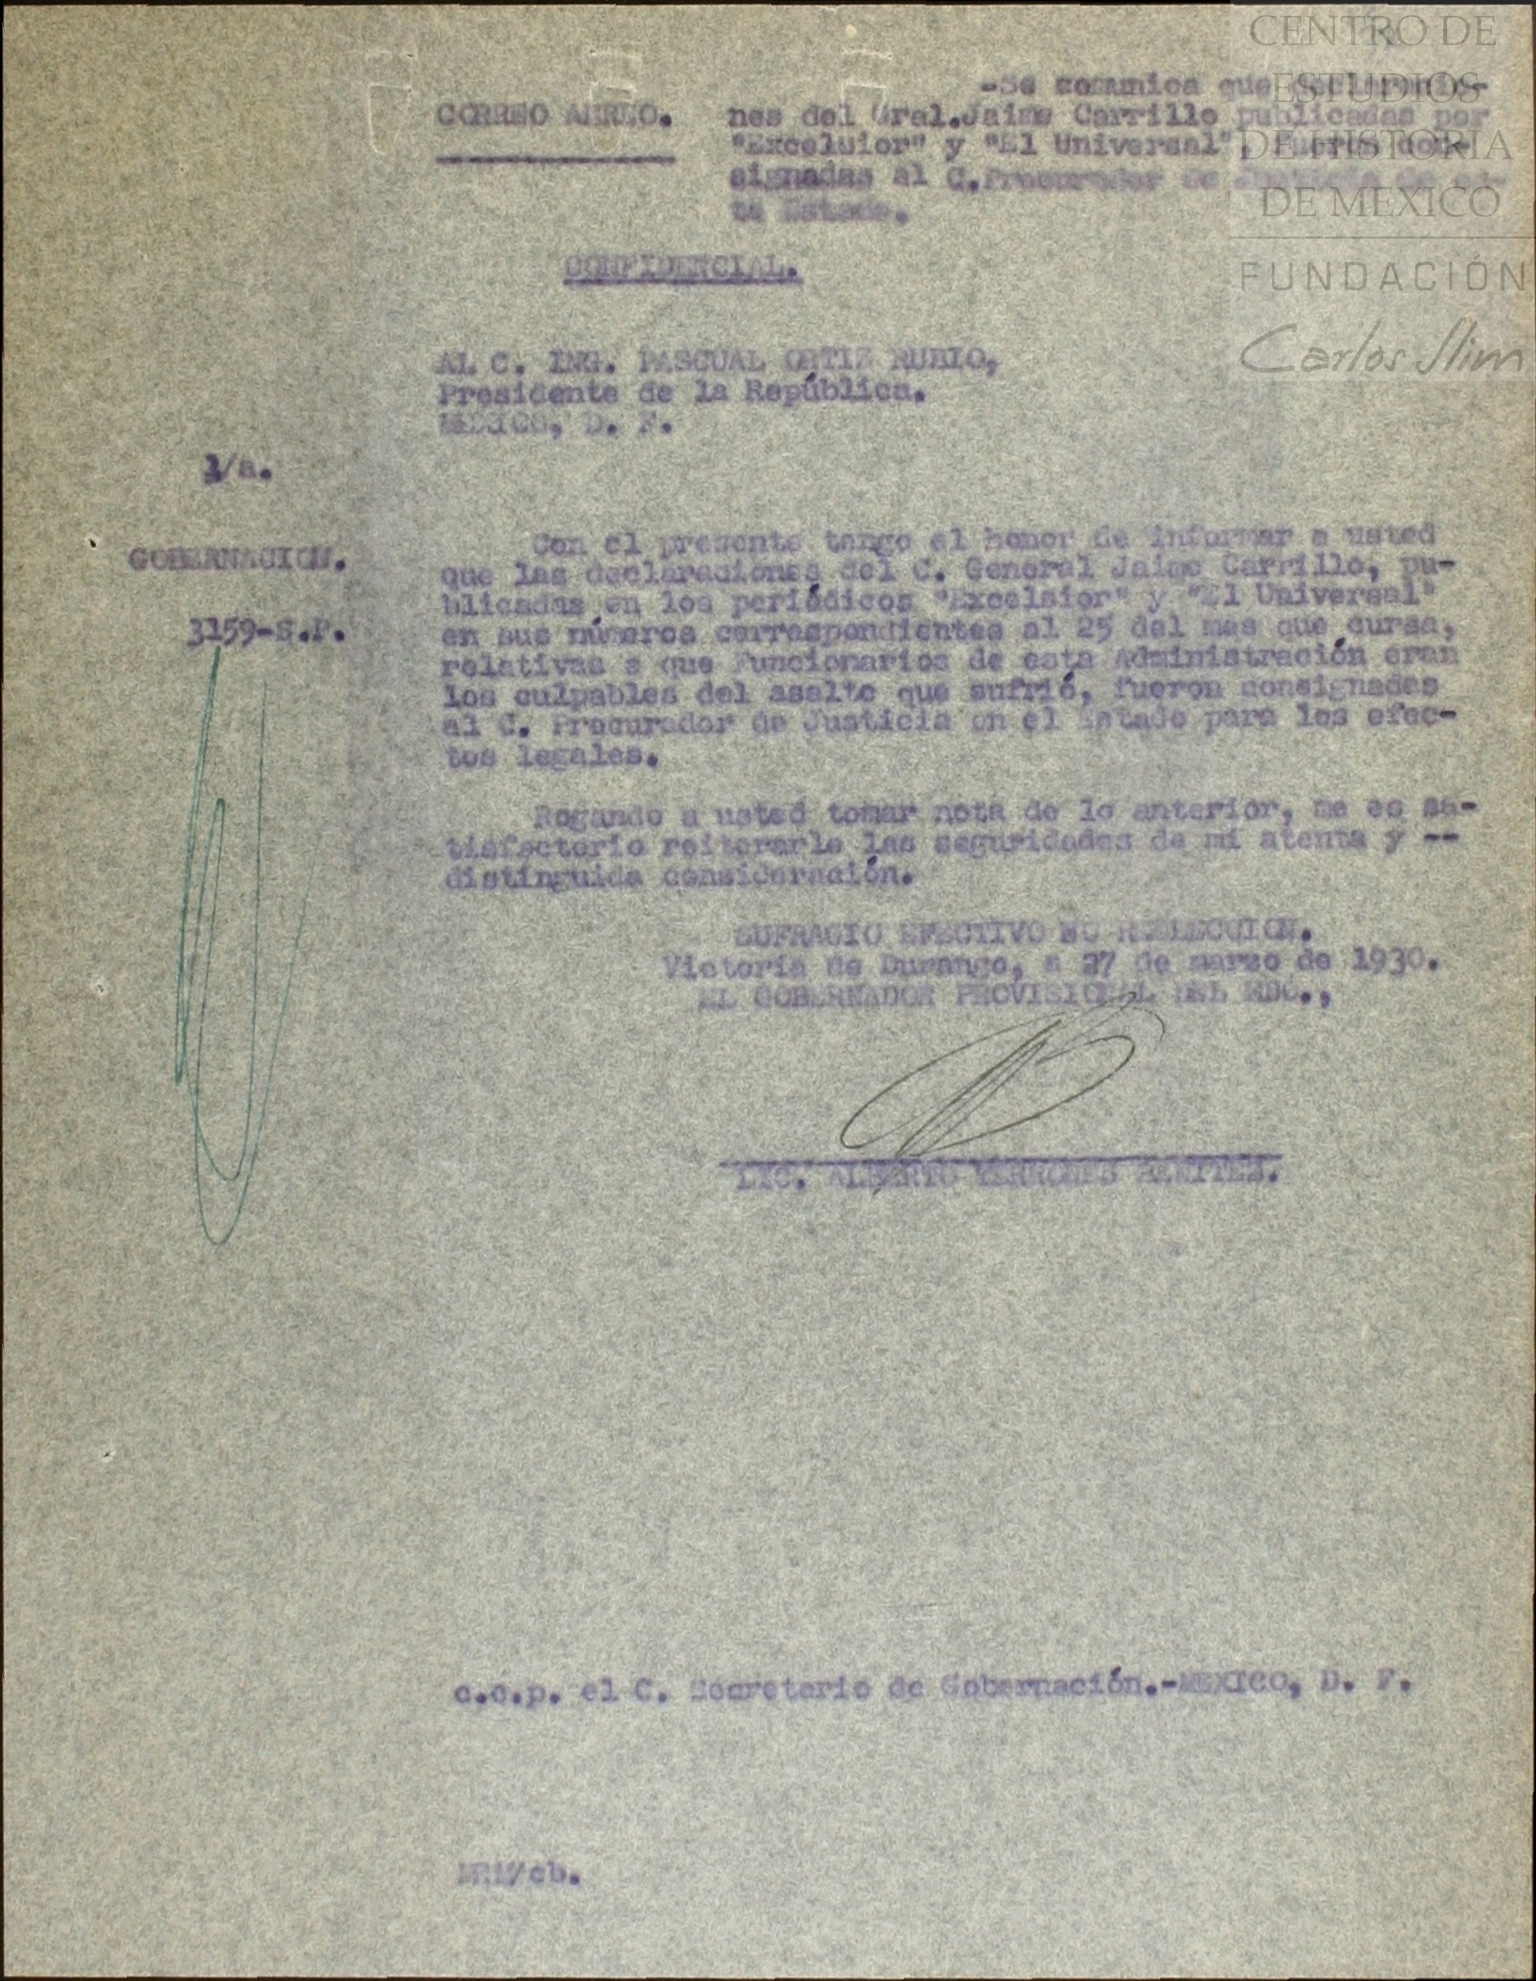 CENTRO DE
ESTUDIOS
DE HISTORIA
DE MEXICO
FUNDACIÓN
Carlos Slim
-Se comunica que declaracio-
CORREO AEREO. nes del Gral.Jaime Carrillo publicadas por
"Excelsior" y "El Universal", fueron con-
signadas al C.Procurador de Justicia de es-
te Estado.
CONFIDENCIAL.
AL C. ING. PASCUAL ORTIZ RUBIO,
Presidente de la República.
MEXICO, D. F.
1/a.
GOBERNACION.
3159-S.P.
Con el presente tengo el honor de informar a usted
que las declaraciones del C. General Jaime Carrillo, pu-
blicadas en los periódicos "Excelsior" y "El Universal"
en sus números correspondientes al 25 del mes que cursa,
relativas a que Funcionarios de esta Administración eran
los culpables del asalto que sufrió, fueron consignadas
al C. Procurador de Justicia en el Estado para los efec-
tos legales.
Rogando a usted tomar nota de lo anterior, me es sa-
tisfactorio reiterarle las seguridades de mi atenta y --
distinguida consideración.
SUFRAGIO EFECTIVO NO REELECCION.
Victoria de Durango, a 27 de marzo de 1930.
EL GOBERNADOR PROVISIONAL DEL EDO.,
LIC. ALBERTO TERRONES BENITEZ.
c.c.p. el C. Secretario de Gobernación.-MEXICO, D. F.